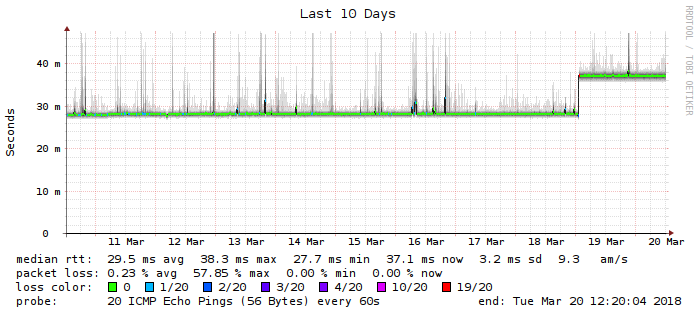 Last 10 Days
RRDTOOL / TOBI OETIKER
Seconds
40 m
30 m
20 m
10 m
0
11 Mar 12 Mar 13 Mar 14 Mar 15 Mar 16 Mar 17 Mar 18 Mar 19 Mar 20 Mar
median rtt: 29.5 ms avg 38.3 ms max 27.7 ms min 37.1 ms now 3.2 ms sd 9.3 am/s
packet loss: 0.23 % avg 57.85 % max 0.00 % min 0.00 % now
loss color: 0 1/20 2/20 3/20 4/20 10/20 19/20
probe: 20 ICMP Echo Pings (56 Bytes) every 60s end: Tue Mar 20 12:20:04 2018